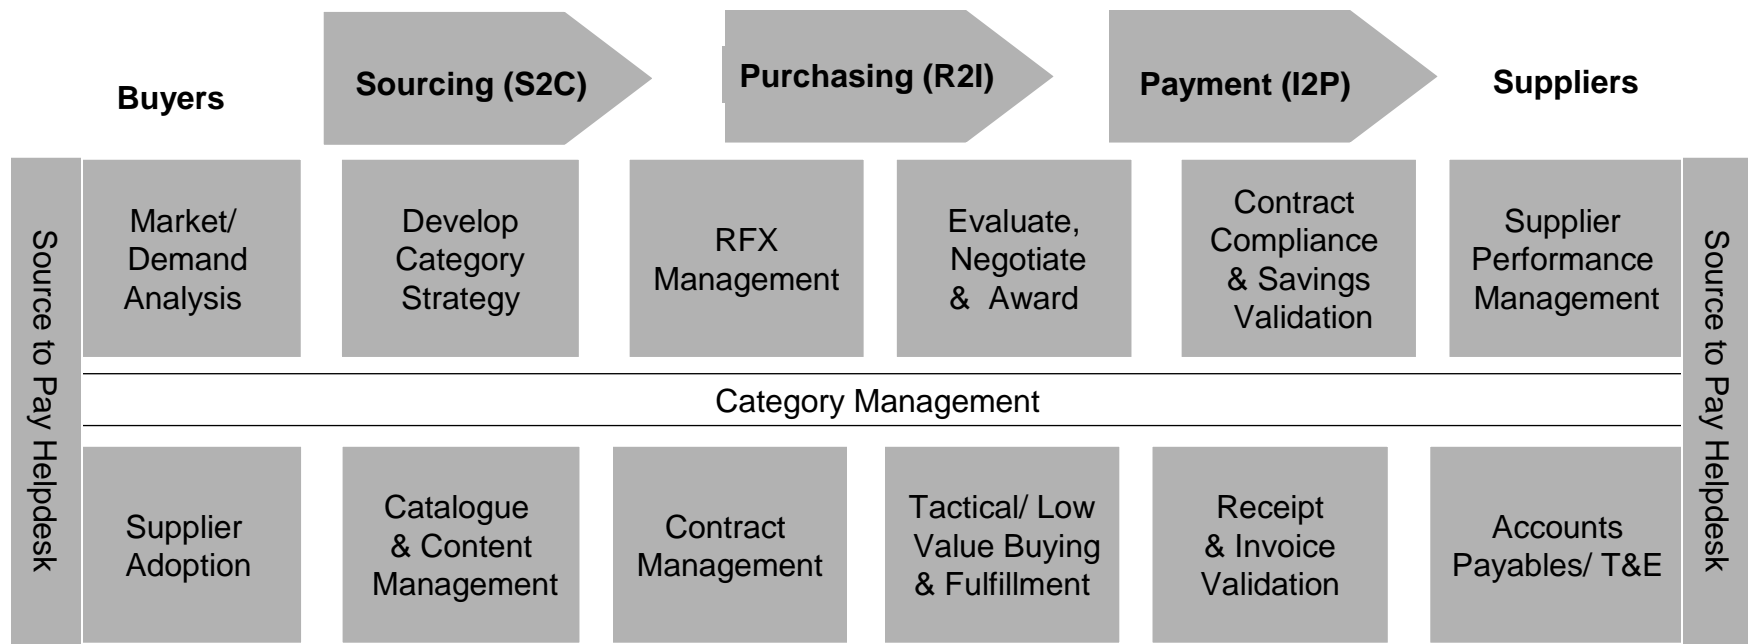 Buyers
Sourcing (S2C)
Purchasing (R2I)
Payment (I2P)
Suppliers
Source to Pay Helpdesk
Market/
Demand
Analysis
Develop
Category
Strategy
RFX
Management
Evaluate,
Negotiate
& Award
Contract
Compliance
& Savings
Validation
Supplier
Performance
Management
Source to Pay Helpdesk
Category Management
Supplier
Adoption
Catalogue
& Content
Management
Contract
Management
Tactical/ Low
Value Buying
& Fulfillment
Receipt
& Invoice
Validation
Accounts
Payables/ T&E